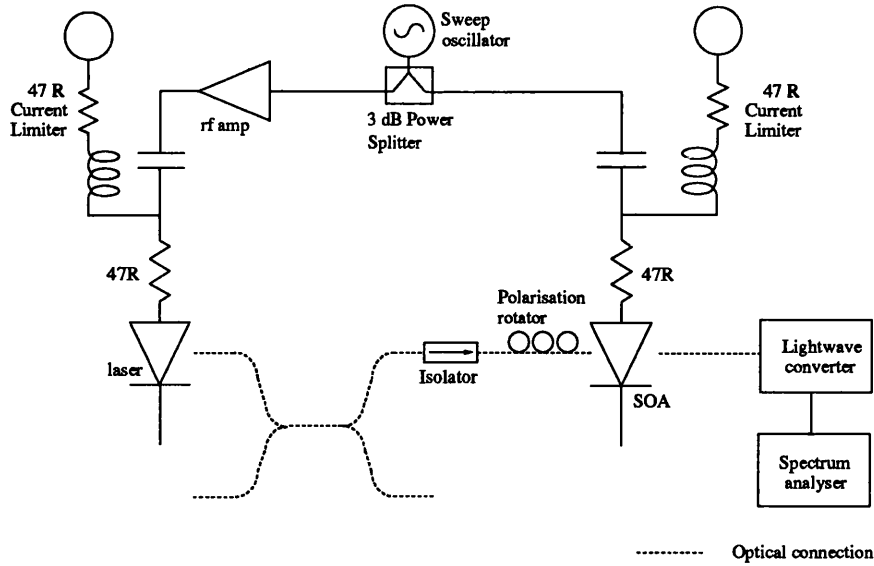 Sweep
oscillator
47 R
Current
Limiter
rf amp
3 dB Power
Splitter
47 R
Current
Limiter
47R
47R
Polarisation
rotator
laser
Isolator
SOA
Lightwave
converter
Spectrum
analyser
Optical connection